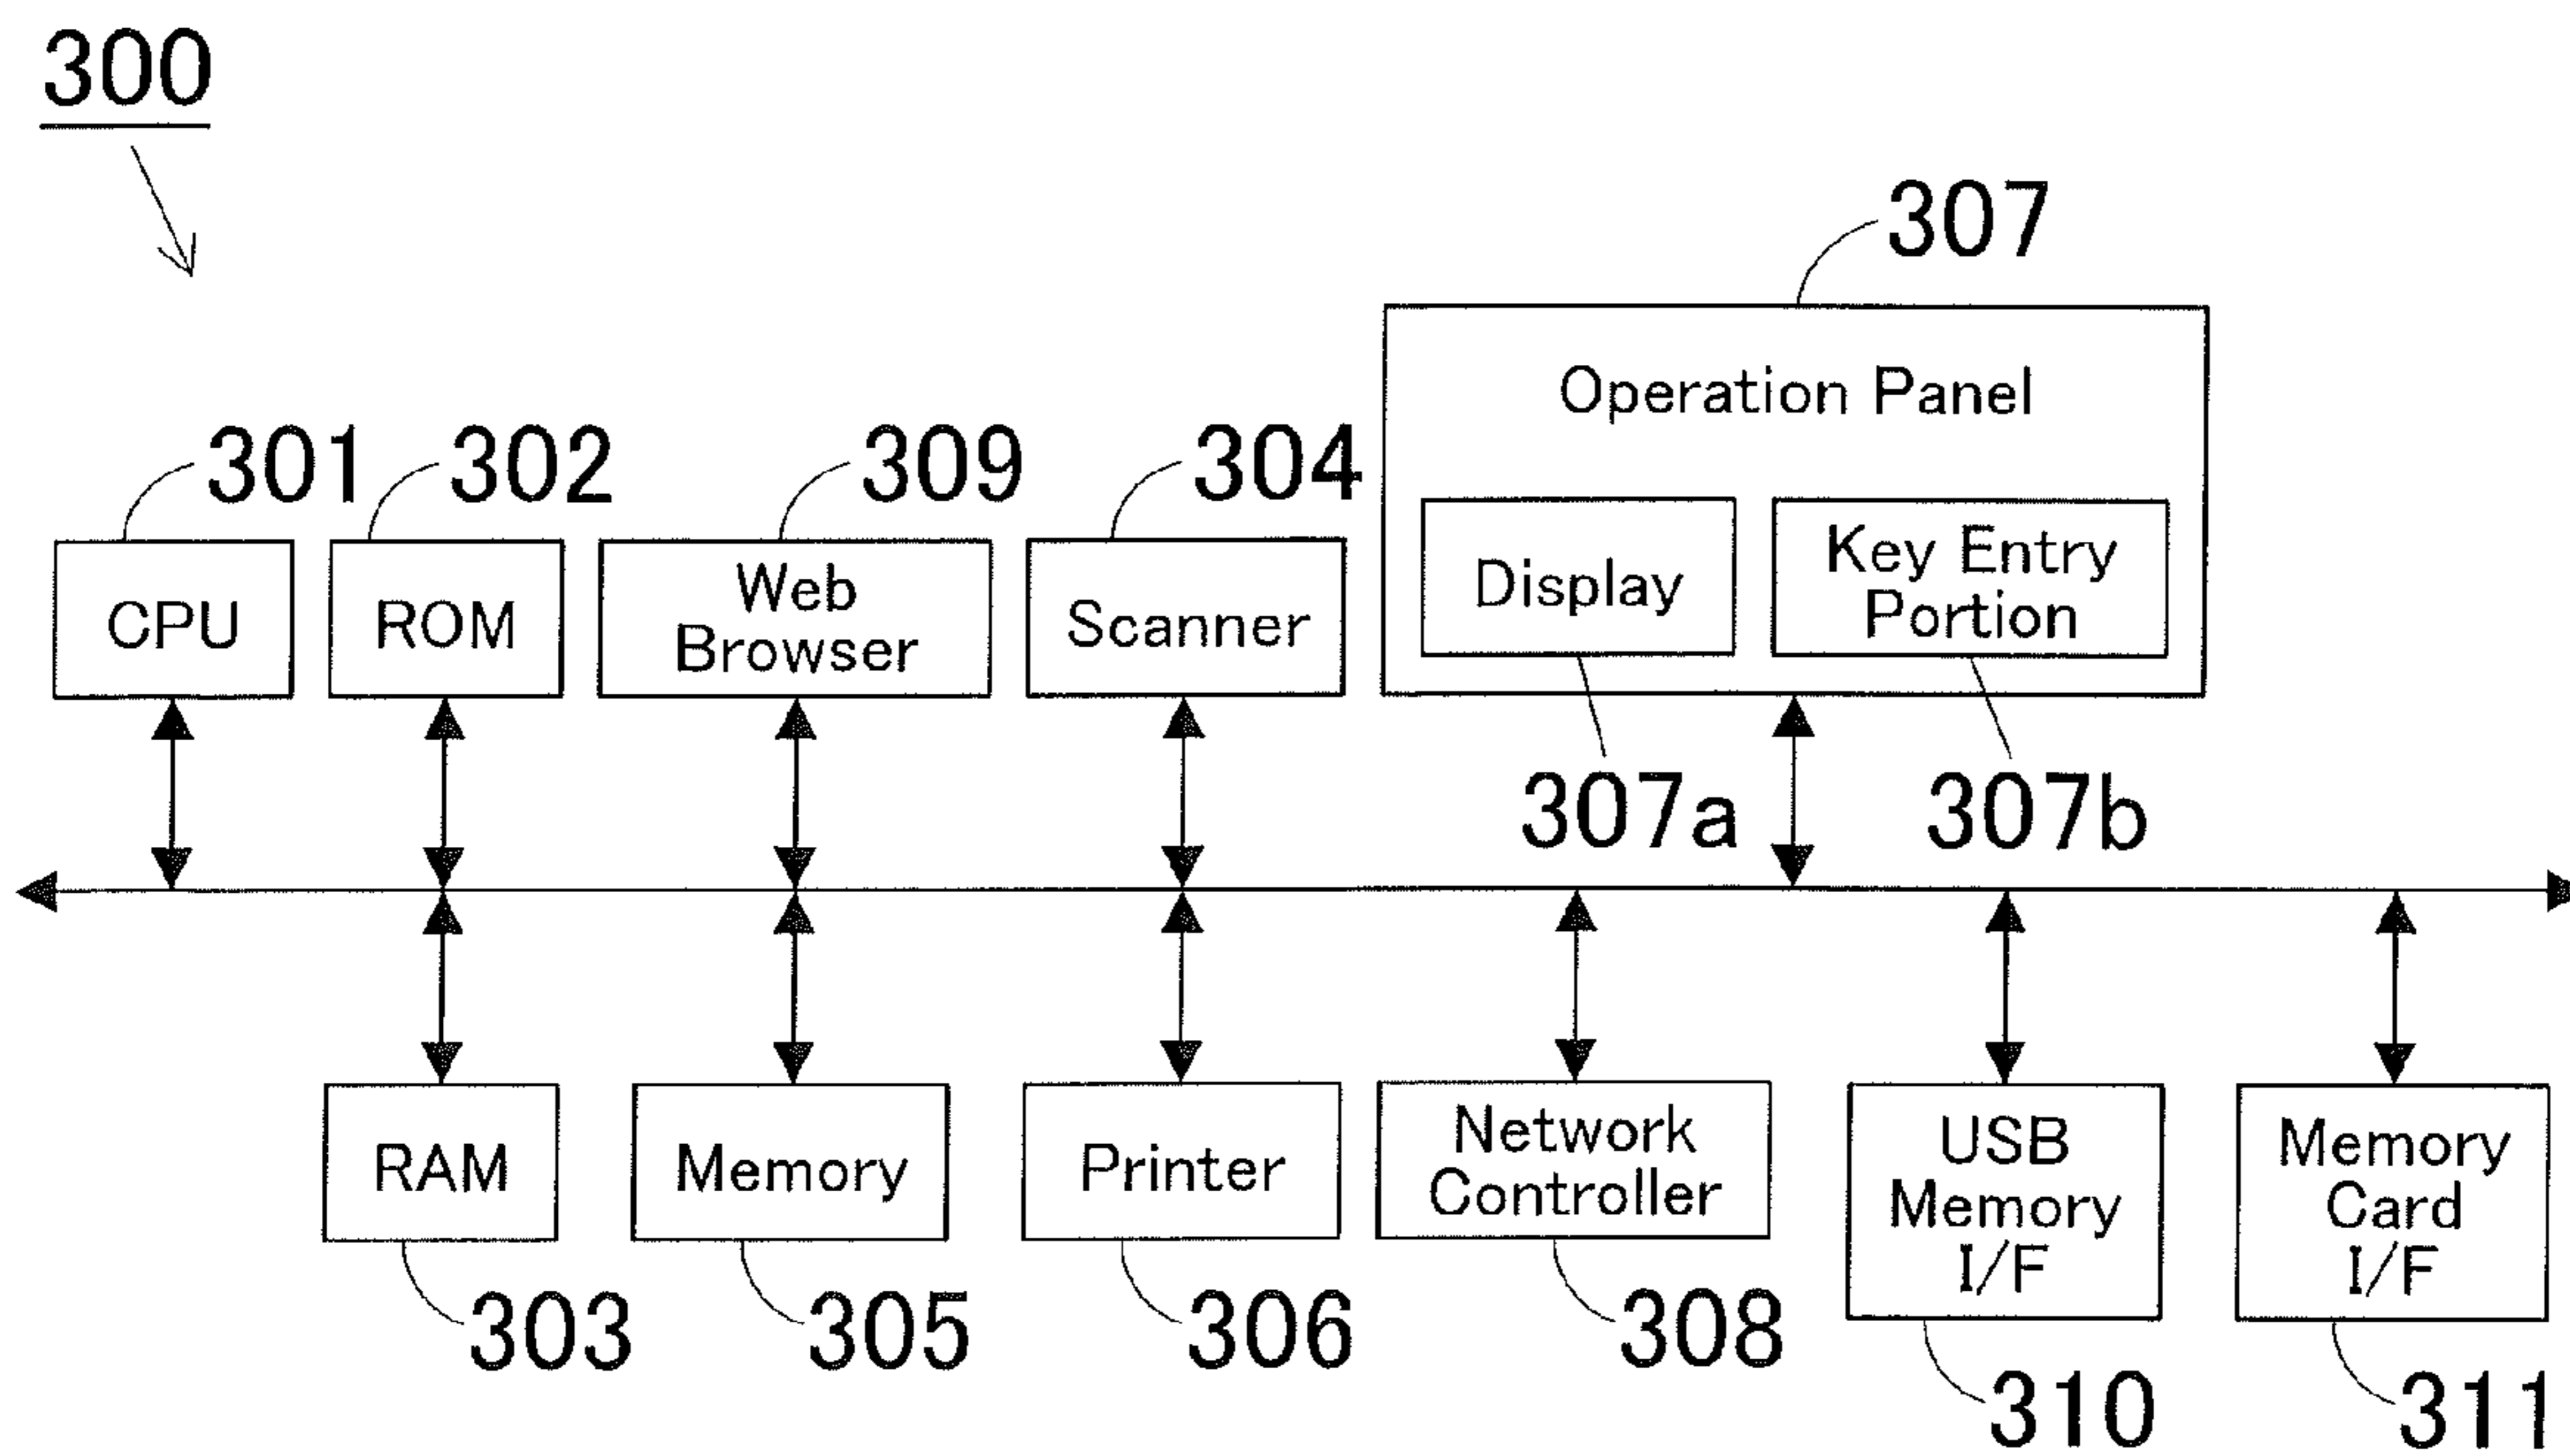 300
307
Operation Panel
301
302
309
304
CPU
ROM
Web
Browser
Scanner
Display
Key Entry
Portion
307a
307b
RAM
Memory
Printer
Network
Controller
USB
Memory
I/F
Memory
Card
I/F
303
305
306
308
310
311